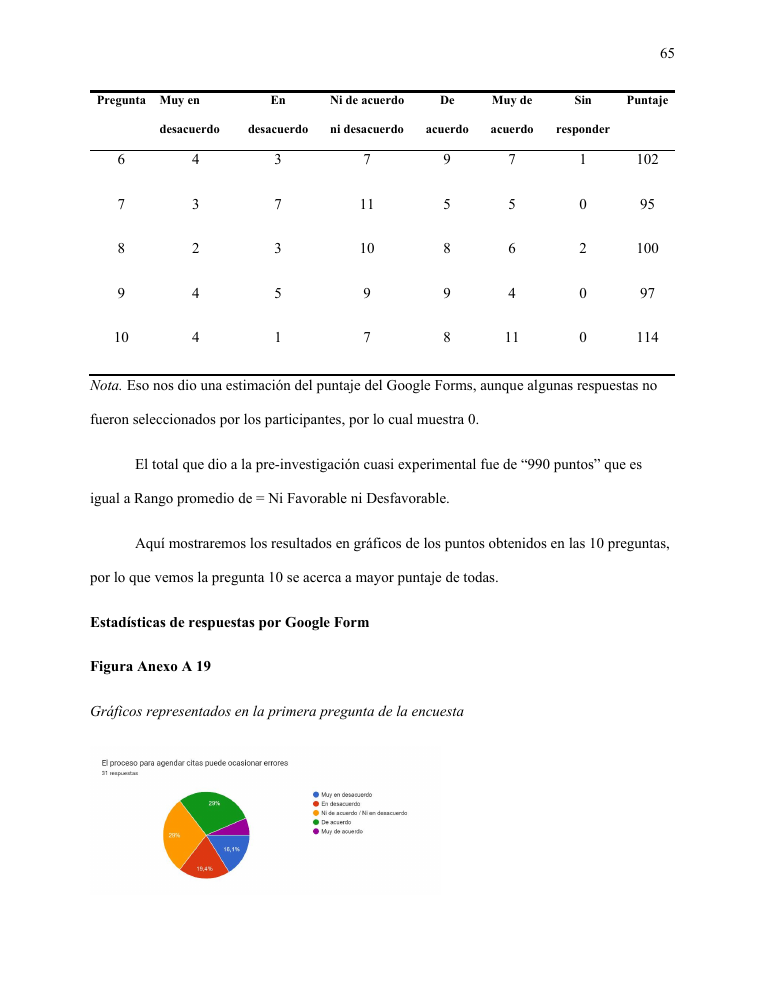 65
Pregunta Muy en desacuerdo En desacuerdo Ni de acuerdo ni desacuerdo De acuerdo Muy de acuerdo Sin responder Puntaje
6 4 3 7 9 7 1 102
7 3 7 11 5 5 0 95
8 2 3 10 8 6 2 100
9 4 5 9 9 4 0 97
10 4 1 7 8 11 0 114
Nota. Eso nos dio una estimación del puntaje del Google Forms, aunque algunas respuestas no
fueron seleccionados por los participantes, por lo cual muestra 0.
El total que dio a la pre-investigación cuasi experimental fue de “990 puntos” que es
igual a Rango promedio de = Ni Favorable ni Desfavorable.
Aquí mostraremos los resultados en gráficos de los puntos obtenidos en las 10 preguntas,
por lo que vemos la pregunta 10 se acerca a mayor puntaje de todas.
Estadísticas de respuestas por Google Form
Figura Anexo A 19
Gráficos representados en la primera pregunta de la encuesta
El proceso para agendar citas puede ocasionar errores
31 respuestas
29%
29%
16,1%
19,4%
Muy en desacuerdo
En desacuerdo
Ni de acuerdo / Ni en desacuerdo
De acuerdo
Muy de acuerdo